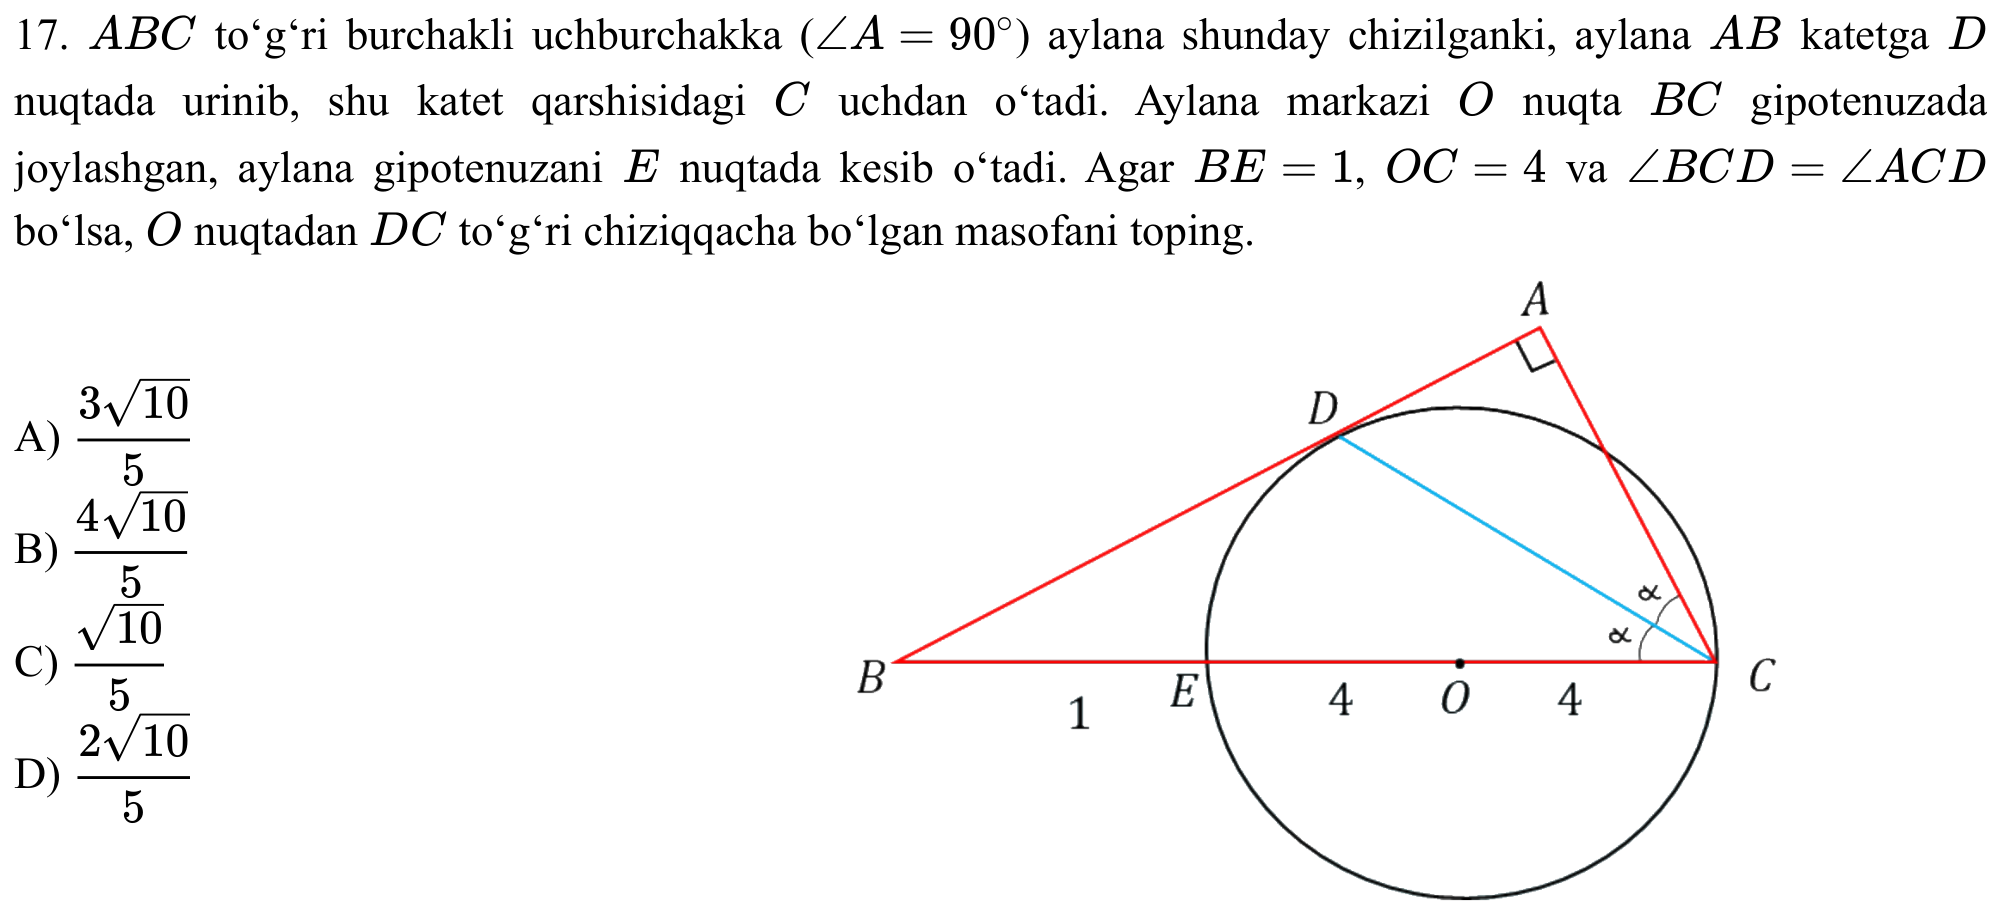 17. ABC to‘g‘ri burchakli uchburchakka (∠A = 90°) aylana shunday chizilganki, aylana AB katetga D
nuqtada urinib, shu katet qarshisidagi C uchdan o‘tadi. Aylana markazi O nuqta BC gipotenuzada
joylashgan, aylana gipotenuzani E nuqtada kesib o‘tadi. Agar BE = 1, OC = 4 va ∠BCD = ∠ACD
bo‘lsa, O nuqtadan DC to‘g‘ri chiziqqacha bo‘lgan masofani toping.
A) 3√10/5
B) 4√10/5
C) √10/5
D) 2√10/5
A
D
α
α
B
E
O
C
1
4
4